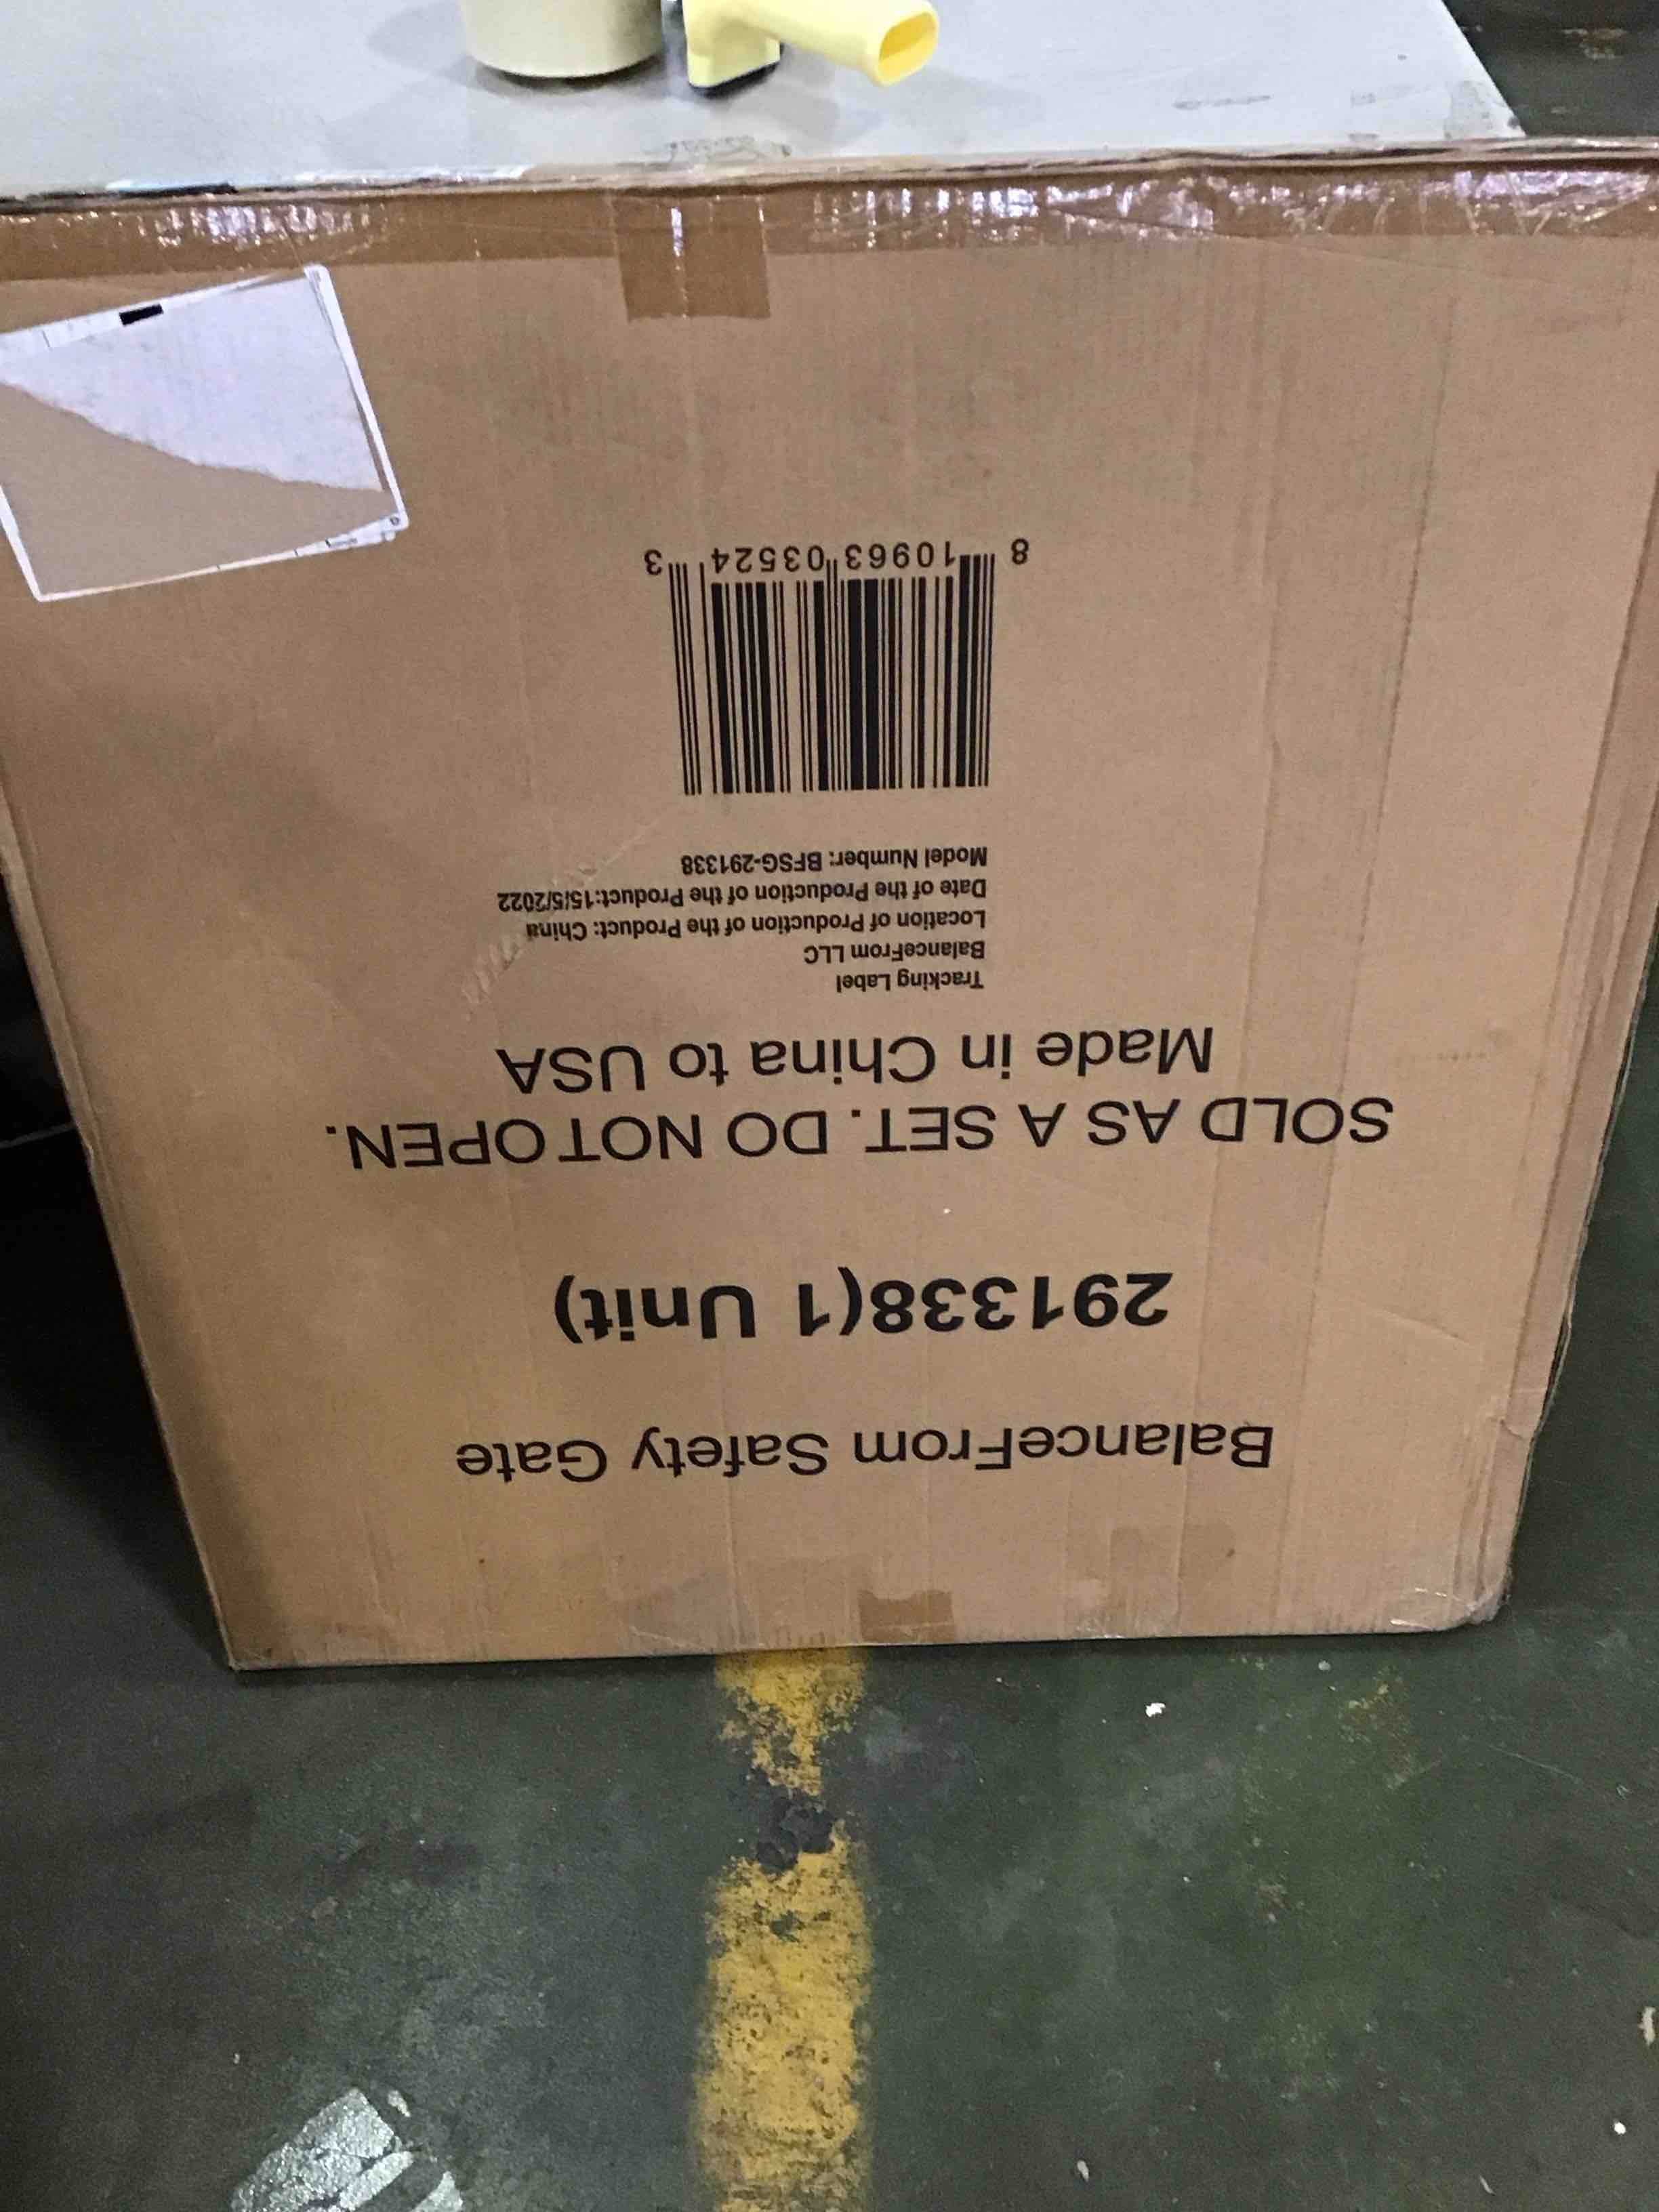 BalanceFrom Safety Gate
291338(1 Unit)
SOLD AS A SET. DO NOT OPEN.
Made in China to USA
Tracking Label
BalanceFrom LLC
Location of Production of the Product: China
Date of the Production of the Product:15/5/2022
Model Number: BFSG-291338
8 10963 03524 3